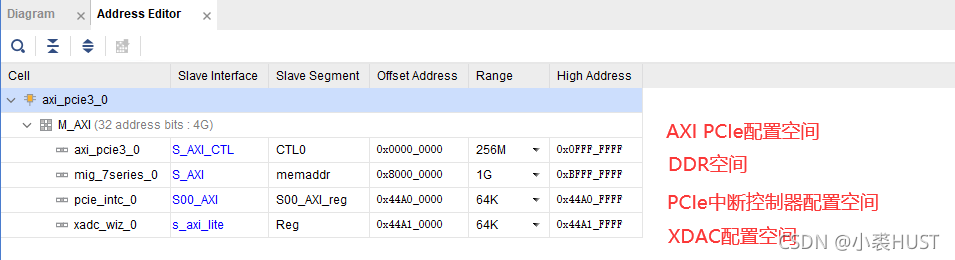 Diagram × Address Editor ×
Cell Slave Interface Slave Segment Offset Address Range High Address
axi_pcie3_0
M_AXI (32 address bits : 4G)
axi_pcie3_0 S_AXI_CTL CTL0 0x0000_0000 256M 0x0FFF_FFFF
mig_7series_0 S_AXI memaddr 0x8000_0000 1G 0xBFFF_FFFF
pcie_intc_0 S00_AXI S00_AXI_reg 0x44A0_0000 64K 0x44A0_FFFF
xadc_wiz_0 s_axi_lite Reg 0x44A1_0000 64K 0x44A1_FFFF
AXI PCIe配置空间
DDR空间
PCIe中断控制器配置空间
XDAC配置空间
CSDN @小裘HUST